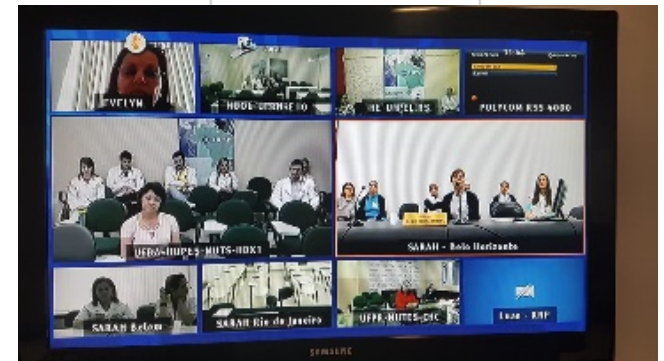 EVELYN
POLYCOM RSS 4000
UFBA-HUPES-NUTS-HDX1
SARAH - Belo Horizonte
SARAH Belem
SARAH Rio de Janeiro
UFPR-NUTES-CHC
Luza - RNP
SAMSUNG